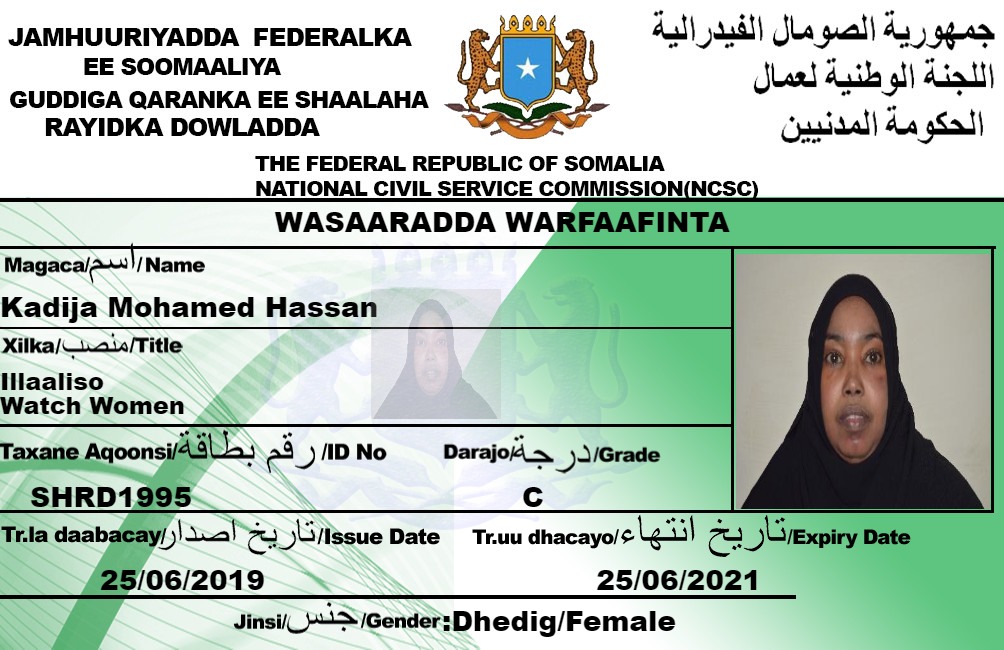 JAMHUURIYADDA FEDERALKA
EE SOOMAALIYA
GUDDIGA QARANKA EE SHAALAHA
RAYIDKA DOWLADDA
جمهورية الصومال الفيدرالية
اللجنة الوطنية لعمال
الحكومة المدنيين
THE FEDERAL REPUBLIC OF SOMALIA
NATIONAL CIVIL SERVICE COMMISSION(NCSC)
WASAARADDA WARFAAFINTA
Magaca/اسم/Name
Kadija Mohamed Hassan
Xilka/منصب/Title
Illaaliso
Watch Women
Taxane Aqoonsi/رقم بطاقة/ID No
Darajo/درجة/Grade
SHRD1995
C
Tr.la daabacay/تاريخ اصدار/Issue Date
Tr.uu dhacayo/تاريخ انتهاء/Expiry Date
25/06/2019
25/06/2021
Jinsi/جنس/Gender:Dhedig/Female